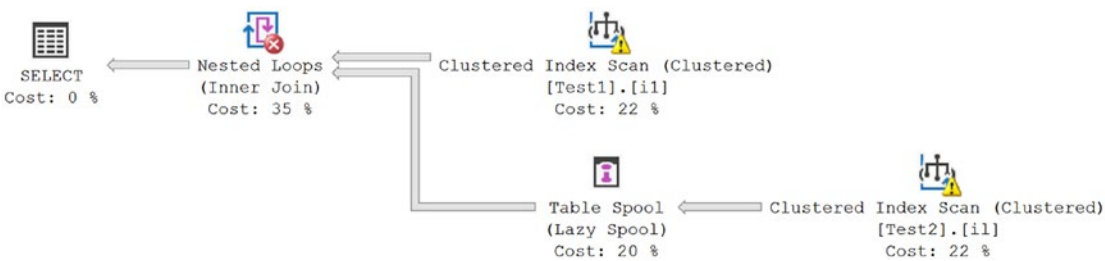 SELECT
Cost: 0 %
Nested Loops
(Inner Join)
Cost: 35 %
Clustered Index Scan (Clustered)
[Test1].[i1]
Cost: 22 %
Table Spool
(Lazy Spool)
Cost: 20 %
Clustered Index Scan (Clustered)
[Test2].[i1]
Cost: 22 %